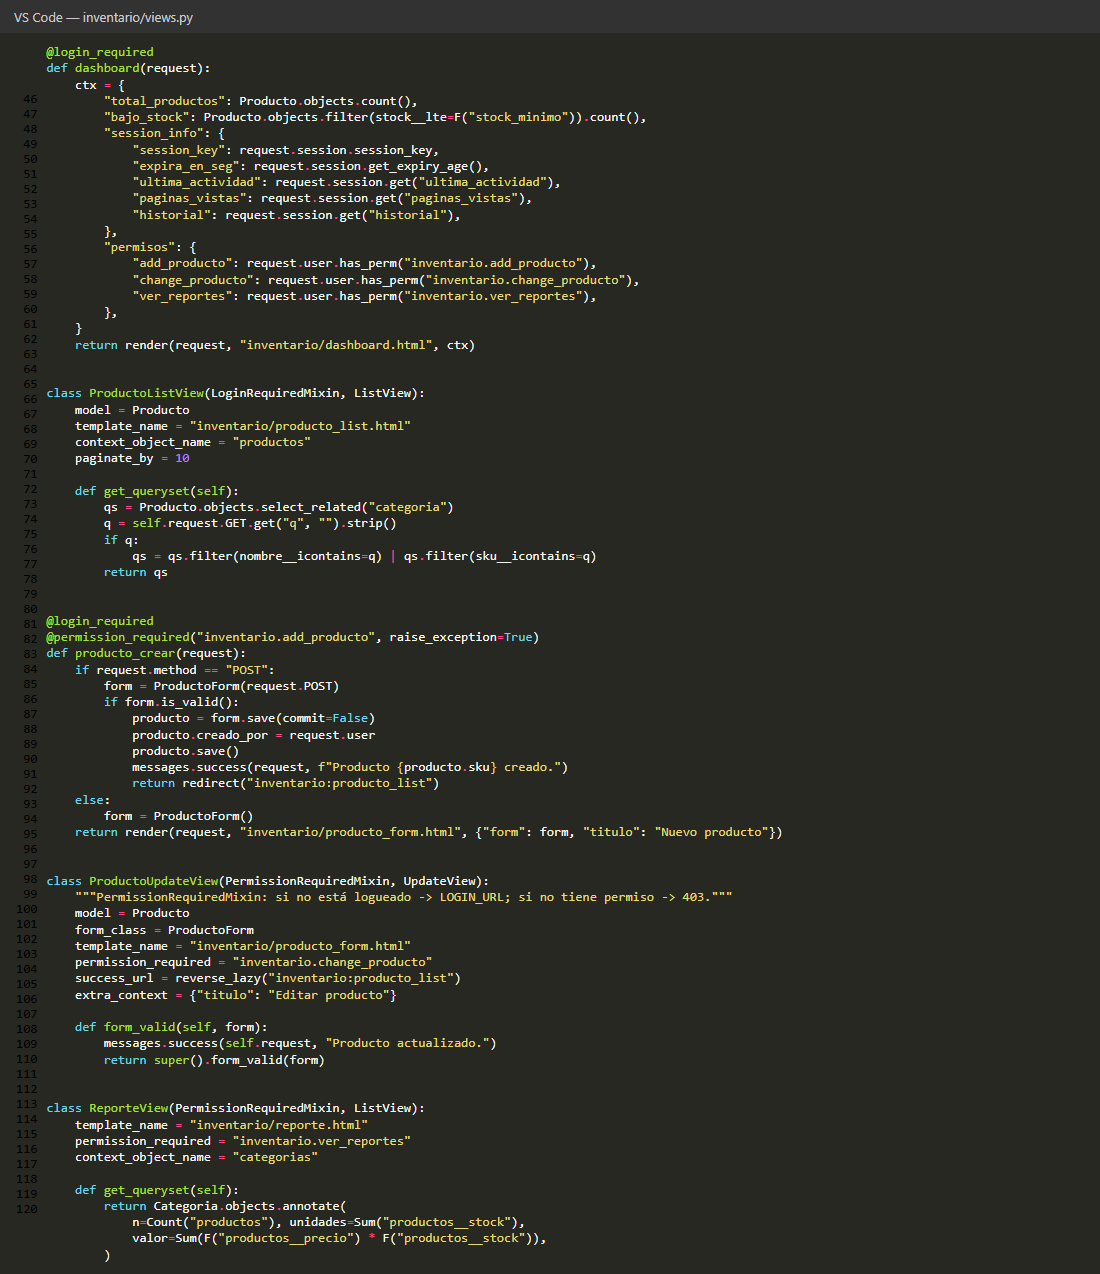 VS Code — inventario/views.py
@login_required
def dashboard(request):
    ctx = {
46        "total_productos": Producto.objects.count(),
47        "bajo_stock": Producto.objects.filter(stock__lte=F("stock_minimo")).count(),
48        "session_info": {
49            "session_key": request.session.session_key,
50            "expira_en_seg": request.session.get_expiry_age(),
51            "ultima_actividad": request.session.get("ultima_actividad"),
52            "paginas_vistas": request.session.get("paginas_vistas"),
53            "historial": request.session.get("historial"),
54        },
55        "permisos": {
56            "add_producto": request.user.has_perm("inventario.add_producto"),
57            "change_producto": request.user.has_perm("inventario.change_producto"),
58            "ver_reportes": request.user.has_perm("inventario.ver_reportes"),
59        },
60    }
61    return render(request, "inventario/dashboard.html", ctx)
62
63
64 class ProductoListView(LoginRequiredMixin, ListView):
65    model = Producto
66    template_name = "inventario/producto_list.html"
67    context_object_name = "productos"
68    paginate_by = 10
69
70    def get_queryset(self):
71        qs = Producto.objects.select_related("categoria")
72        q = self.request.GET.get("q", "").strip()
73        if q:
74            qs = qs.filter(nombre__icontains=q) | qs.filter(sku__icontains=q)
75        return qs
76
77
78 @login_required
79 @permission_required("inventario.add_producto", raise_exception=True)
80 def producto_crear(request):
81    if request.method == "POST":
82        form = ProductoForm(request.POST)
83        if form.is_valid():
84            producto = form.save(commit=False)
85            producto.creado_por = request.user
86            producto.save()
87            messages.success(request, f"Producto {producto.sku} creado.")
88            return redirect("inventario:producto_list")
89    else:
90        form = ProductoForm()
91    return render(request, "inventario/producto_form.html", {"form": form, "titulo": "Nuevo producto"})
92
93
94 class ProductoUpdateView(PermissionRequiredMixin, UpdateView):
95    """PermissionRequiredMixin: si no está logueado -> LOGIN_URL; si no tiene permiso -> 403."""
96    model = Producto
97    form_class = ProductoForm
98    template_name = "inventario/producto_form.html"
99    permission_required = "inventario.change_producto"
100    success_url = reverse_lazy("inventario:producto_list")
101    extra_context = {"titulo": "Editar producto"}
102
103    def form_valid(self, form):
104        messages.success(self.request, "Producto actualizado.")
105        return super().form_valid(form)
106
107
108 class ReporteView(PermissionRequiredMixin, ListView):
109    template_name = "inventario/reporte.html"
110    permission_required = "inventario.ver_reportes"
111    context_object_name = "categorias"
112
113    def get_queryset(self):
114        return Categoria.objects.annotate(
115            n=Count("productos"), unidades=Sum("productos__stock"),
116            valor=Sum(F("productos__precio") * F("productos__stock")),
117        )
118
119
120